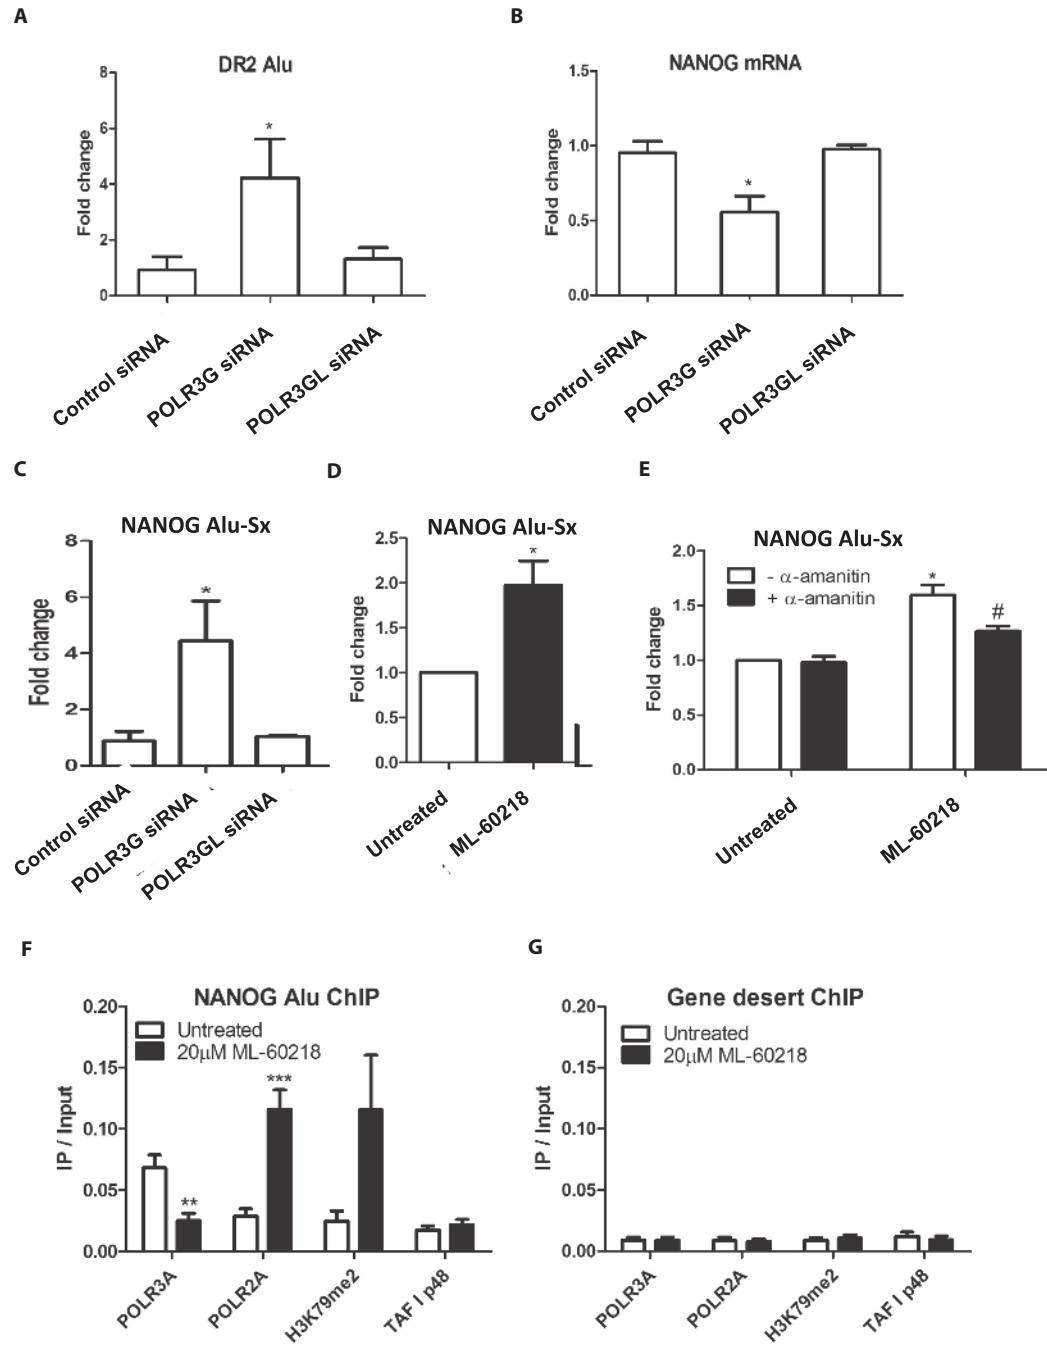 A
DR2 Alu
Fold change
8
6
4
2
0
*
Control siRNA
POLR3G siRNA
POLR3GL siRNA
B
NANOG mRNA
Fold change
1.5
1.0
0.5
0.0
*
Control siRNA
POLR3G siRNA
POLR3GL siRNA
C
NANOG Alu-Sx
Fold change
8
6
4
2
0
*
Control siRNA
POLR3G siRNA
POLR3GL siRNA
D
NANOG Alu-Sx
Fold change
2.5
2.0
1.5
1.0
0.5
0.0
*
Untreated
ML-60218
E
NANOG Alu-Sx
Fold change
2.0
1.5
1.0
0.5
0.0
- α-amanitin
+ α-amanitin
*
#
Untreated
ML-60218
F
NANOG Alu ChIP
IP / Input
0.20
0.15
0.10
0.05
0.00
Untreated
20μM ML-60218
**
***
POLR3A
POLR2A
H3K79me2
TAF I p48
G
Gene desert ChIP
IP / Input
0.20
0.15
0.10
0.05
0.00
Untreated
20μM ML-60218
POLR3A
POLR2A
H3K79me2
TAF I p48